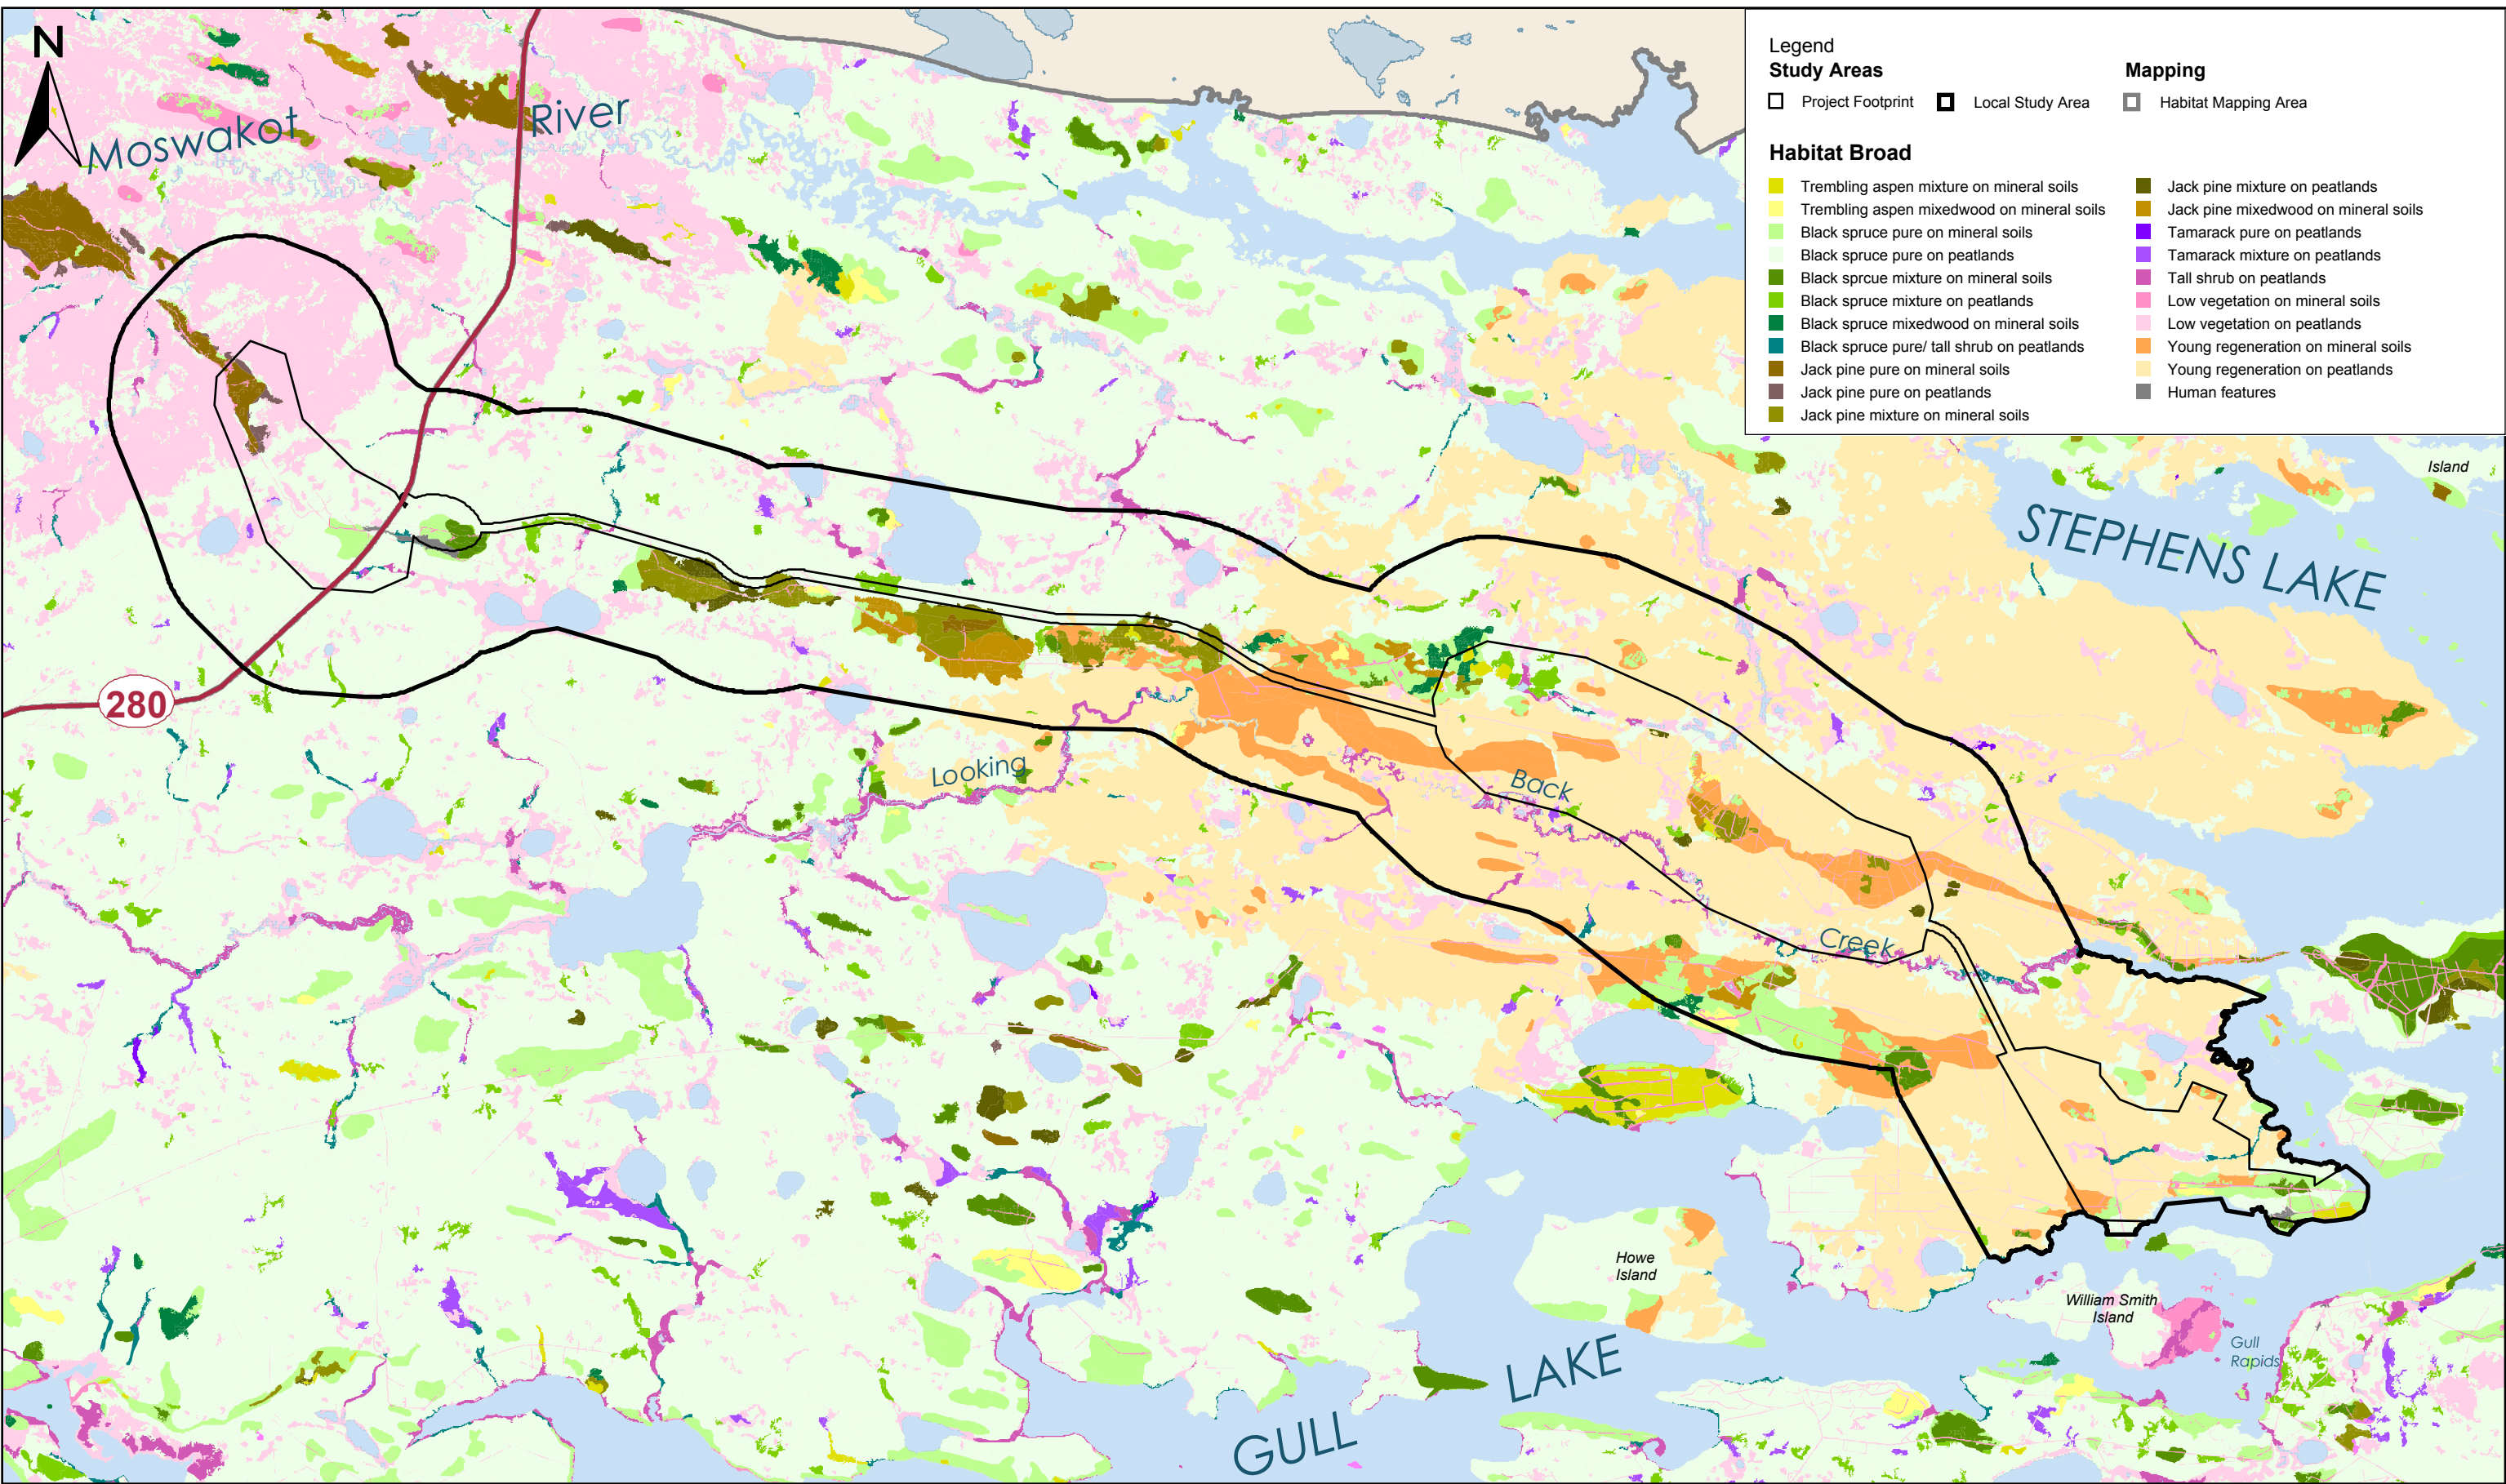 N
Moswakot
River
Legend
Study Areas
Mapping
Project Footprint
Local Study Area
Habitat Mapping Area
Habitat Broad
Trembling aspen mixture on mineral soils
Trembling aspen mixedwood on mineral soils
Black spruce pure on mineral soils
Black spruce pure on peatlands
Black sprcue mixture on mineral soils
Black spruce mixture on peatlands
Black spruce mixedwood on mineral soils
Black spruce pure/ tall shrub on peatlands
Jack pine pure on mineral soils
Jack pine pure on peatlands
Jack pine mixture on mineral soils
Jack pine mixture on peatlands
Jack pine mixedwood on mineral soils
Tamarack pure on peatlands
Tamarack mixture on peatlands
Tall shrub on peatlands
Low vegetation on mineral soils
Low vegetation on peatlands
Young regeneration on mineral soils
Young regeneration on peatlands
Human features
Island
STEPHENS LAKE
280
Looking
Back
Creek
Howe
Island
William Smith
Island
Gull
Rapids
GULL
LAKE